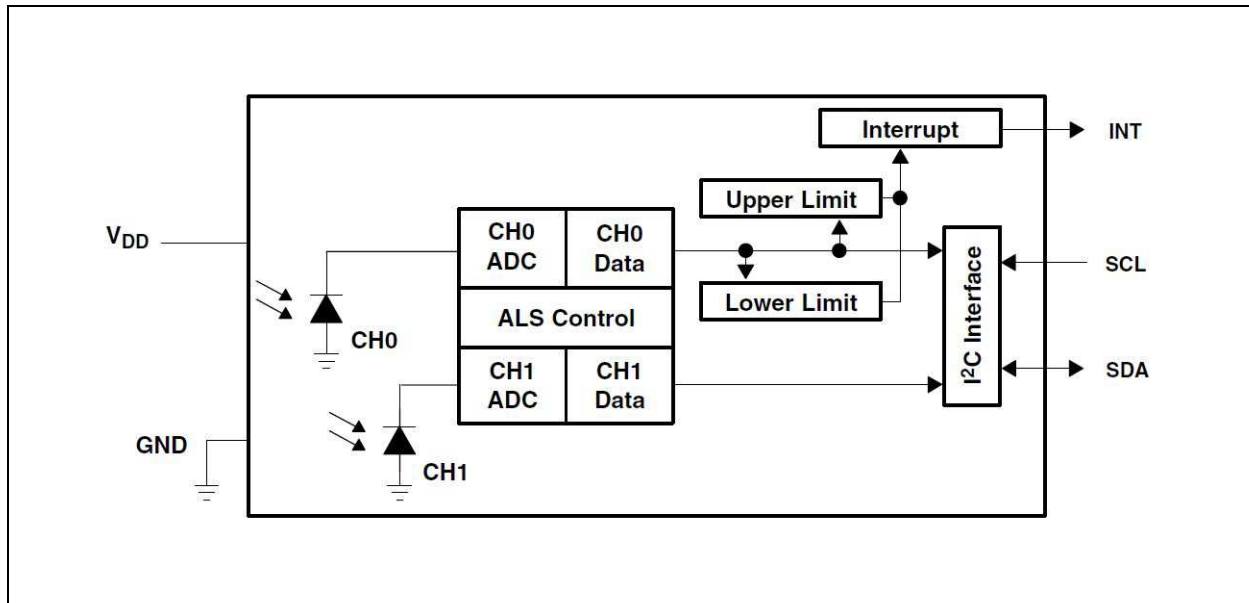 Interrupt
INT
Upper Limit
VDD
CH0
ADC
CH0
Data
SCL
Lower Limit
ALS Control
CH0
I²C Interface
CH1
ADC
CH1
Data
SDA
GND
CH1